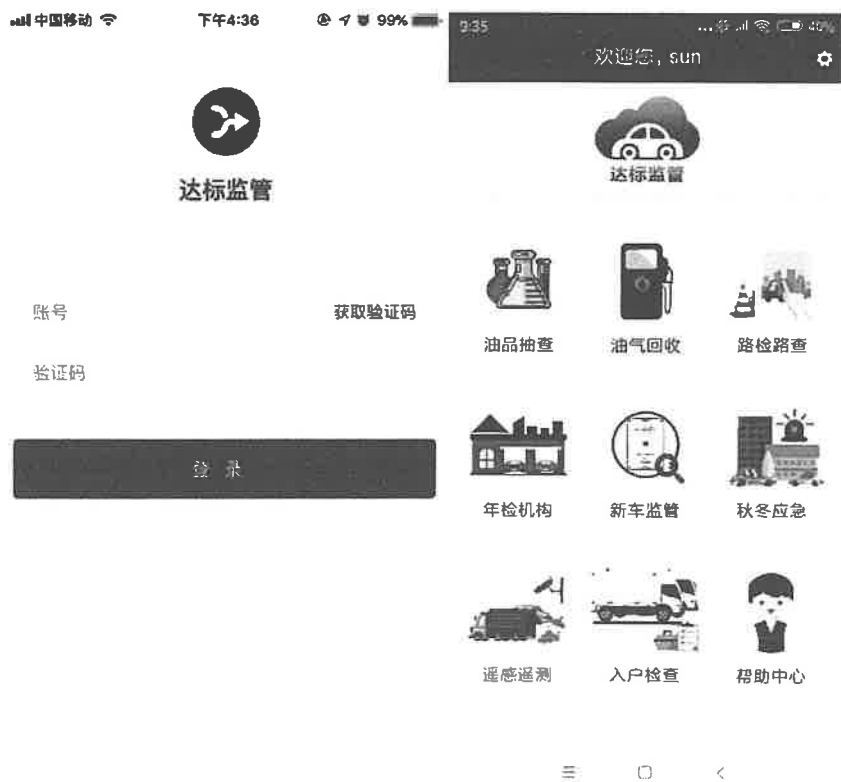 中国移动 下午4:36 99%
达标监管
账号 获取验证码
验证码
登 录
9:35 40%
欢迎您, sun
达标监管
油品抽查 油气回收 路检路查
年检机构 新车监管 秋冬应急
遥感遥测 入户检查 帮助中心